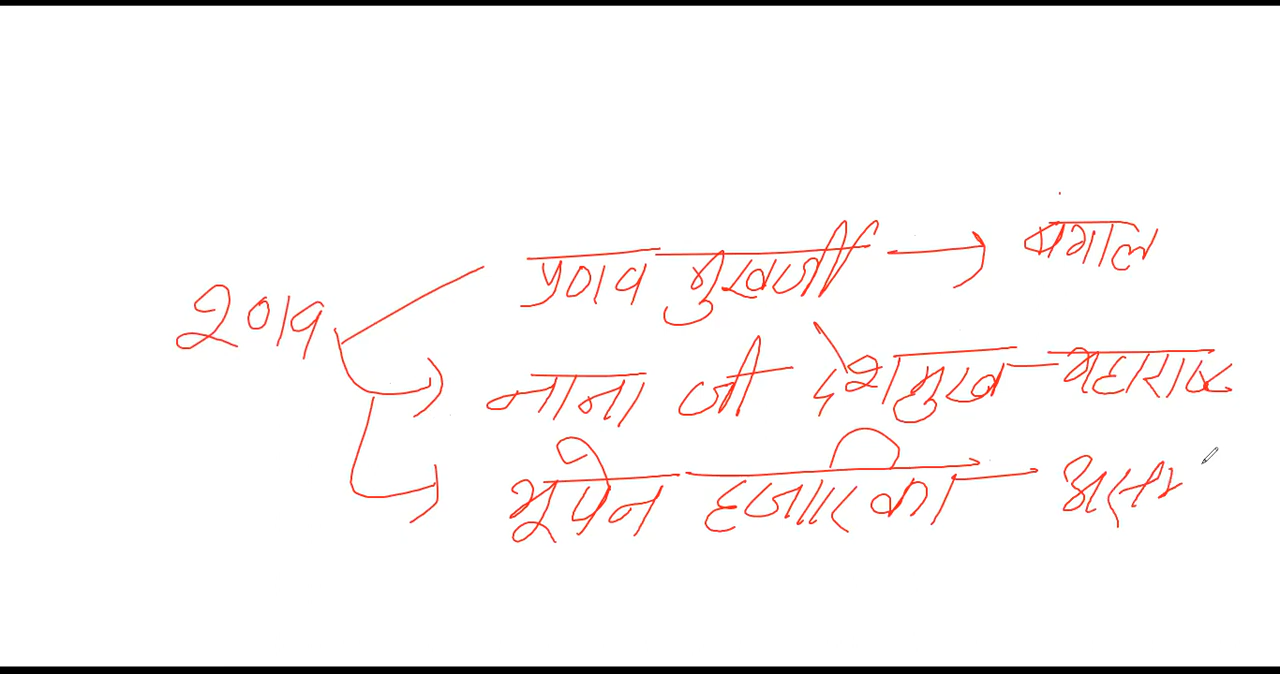 2019
प्रणव मुखर्जी → बंगाल
नाना जी देशमुख - महाराष्ट्र
भूपेन हजारिका - असम